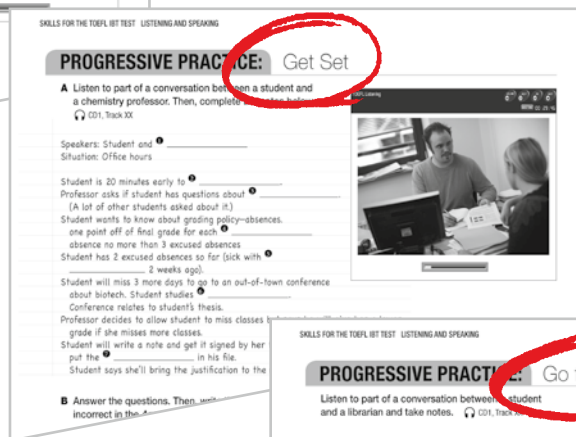 SKILLS FOR THE TOEFL IBT TEST LISTENING AND SPEAKING
PROGRESSIVE PRACTICE: Get Set
A Listen to part of a conversation between a student and
a chemistry professor. Then, complete
CD1, Track XX
Speakers: Student and 1
Situation: Office hours
Student is 20 minutes early to 2
Professor asks if student has questions about 3
(A lot of other students asked about it.)
Student wants to know about grading policy—absences.
one point off of final grade for each 4
absence no more than 3 excused absences
Student has 2 excused absences so far (sick with 5
2 weeks ago).
Student will miss 3 more days to go to an out-of-town conference
about biotech. Student studies 6
Conference relates to student's thesis.
Professor decides to allow student to miss classes
grade if she misses more classes.
Student will write a note and get it signed by her
put the 7 in his file.
Student says she'll bring the justification to the
B Answer the questions. Then,
incorrect in the
SKILLS FOR THE TOEFL IBT TEST LISTENING AND SPEAKING
PROGRESSIVE PRACTICE: Go
Listen to part of a conversation between student
and a librarian and take notes. CD1, Track